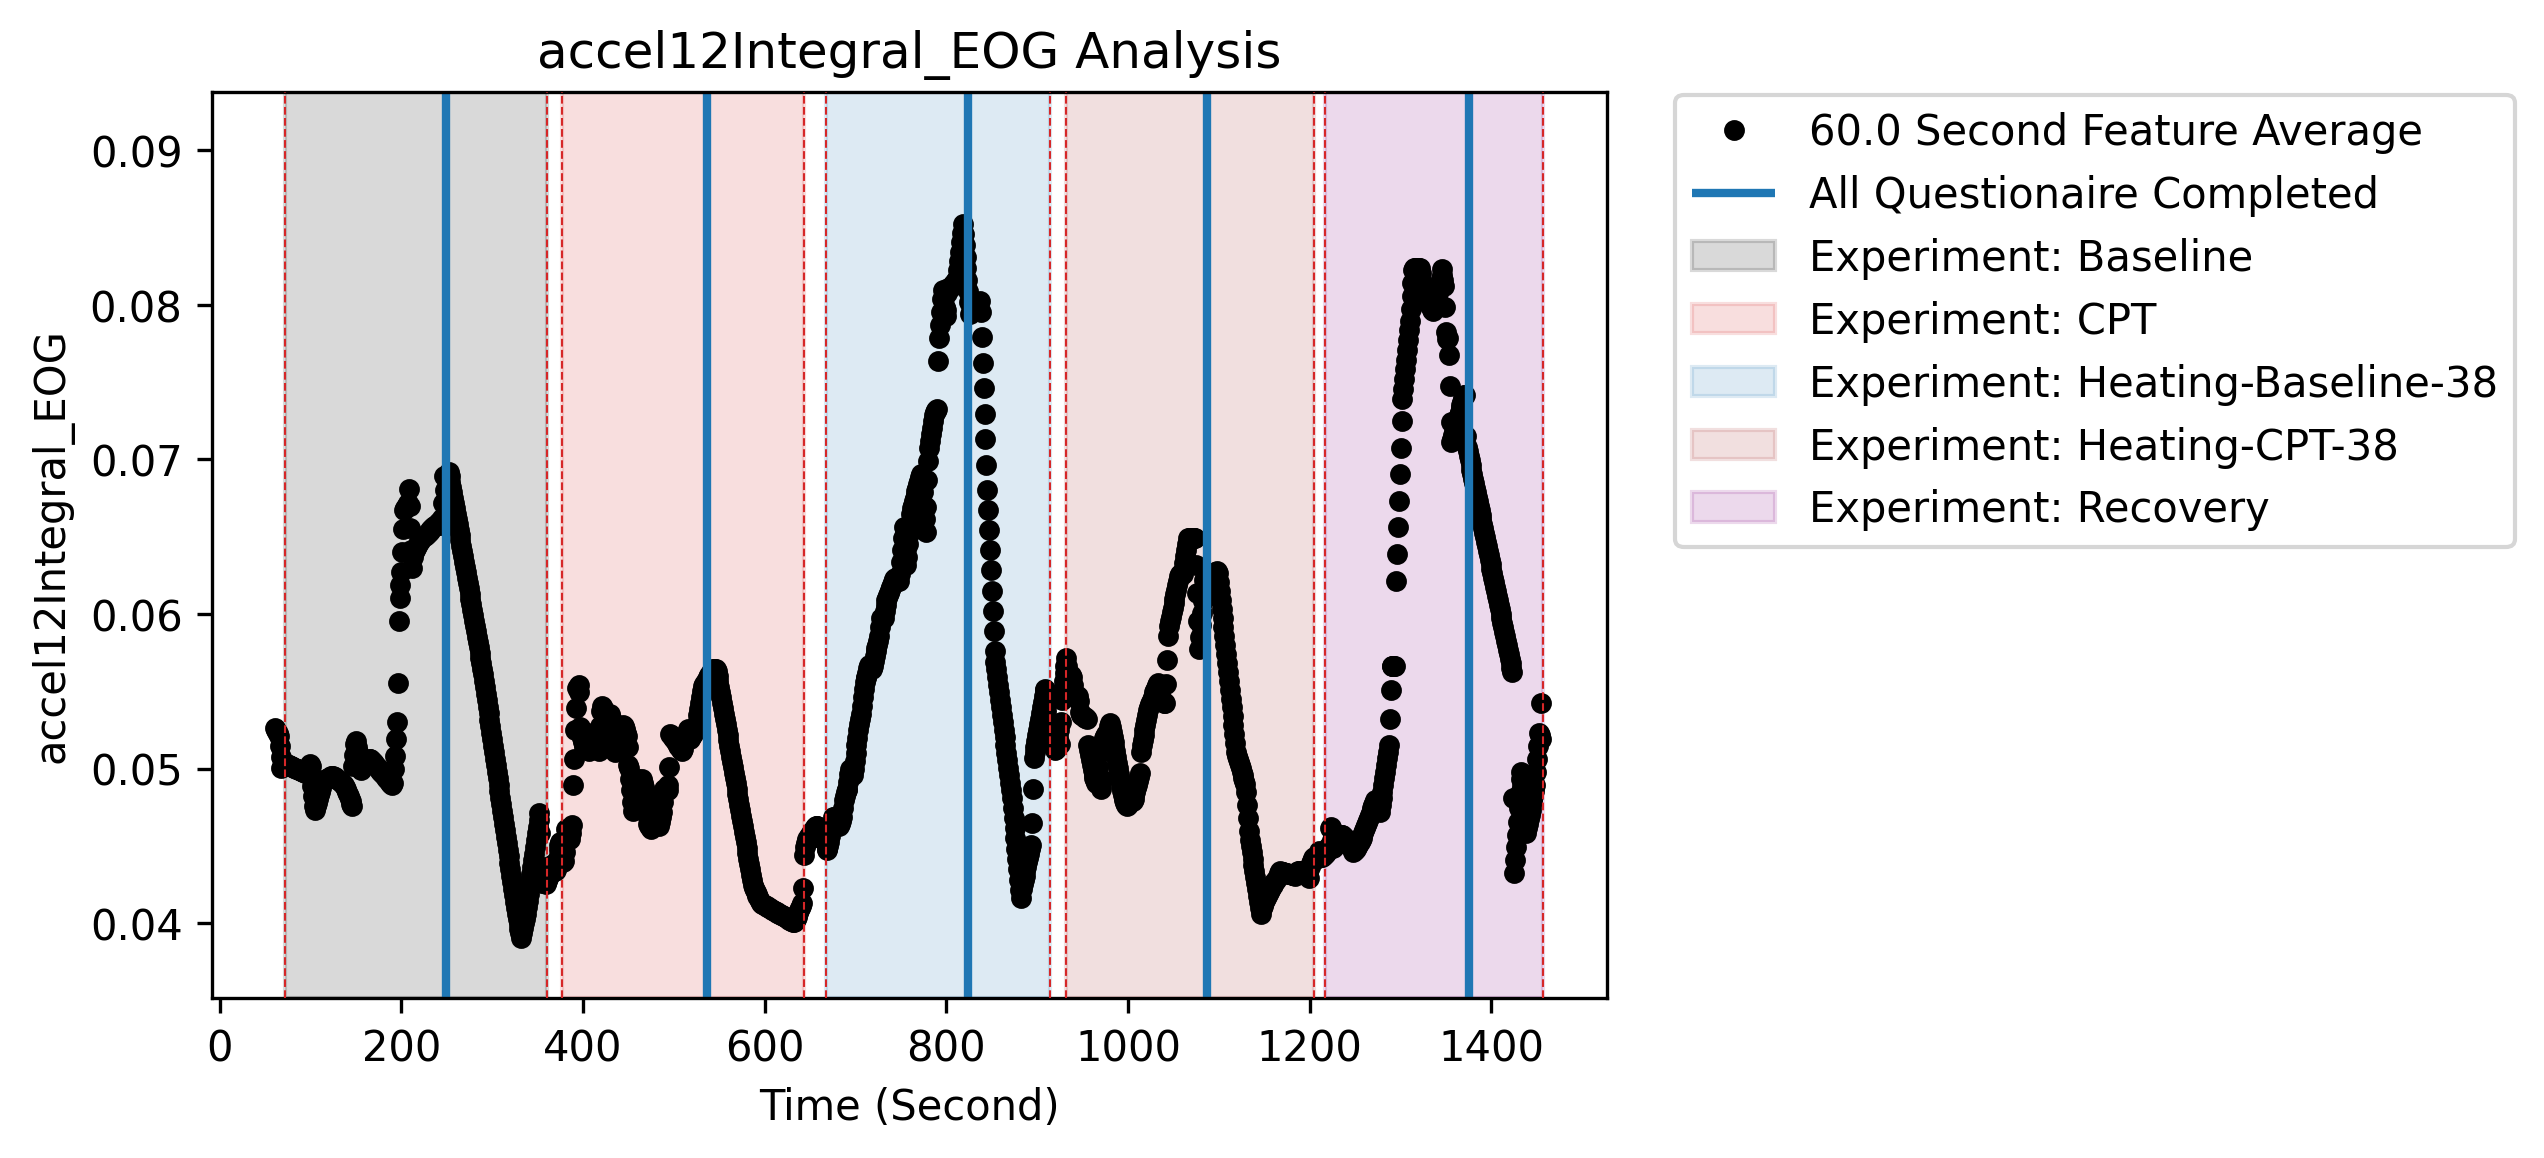 accel12Integral_EOG Analysis
accel12Integral_EOG
0.09
0.08
0.07
0.06
0.05
0.04
0 200 400 600 800 1000 1200 1400
Time (Second)
60.0 Second Feature Average
All Questionaire Completed
Experiment: Baseline
Experiment: CPT
Experiment: Heating-Baseline-38
Experiment: Heating-CPT-38
Experiment: Recovery